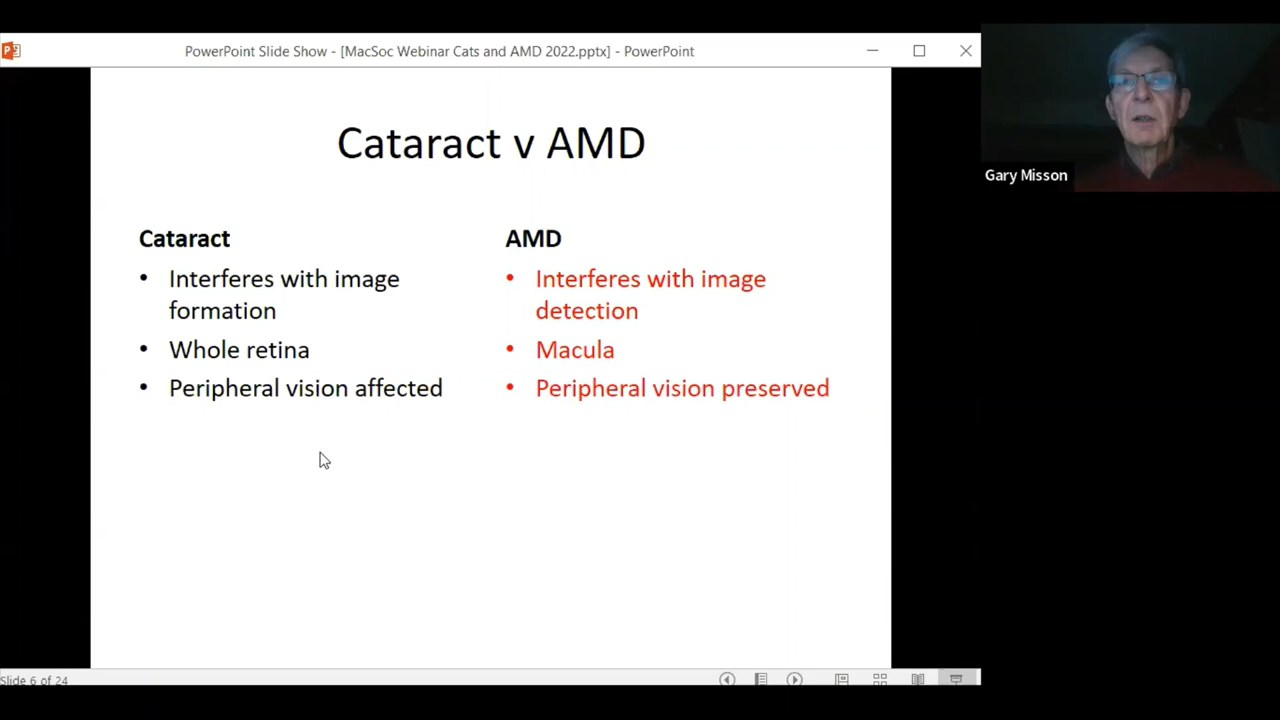 PowerPoint Slide Show - [MacSoc Webinar Cats and AMD 2022.pptx] - PowerPoint
Cataract v AMD
Cataract
• Interferes with image
formation
• Whole retina
• Peripheral vision affected
AMD
• Interferes with image
detection
• Macula
• Peripheral vision preserved
Gary Misson
Slide 6 of 24